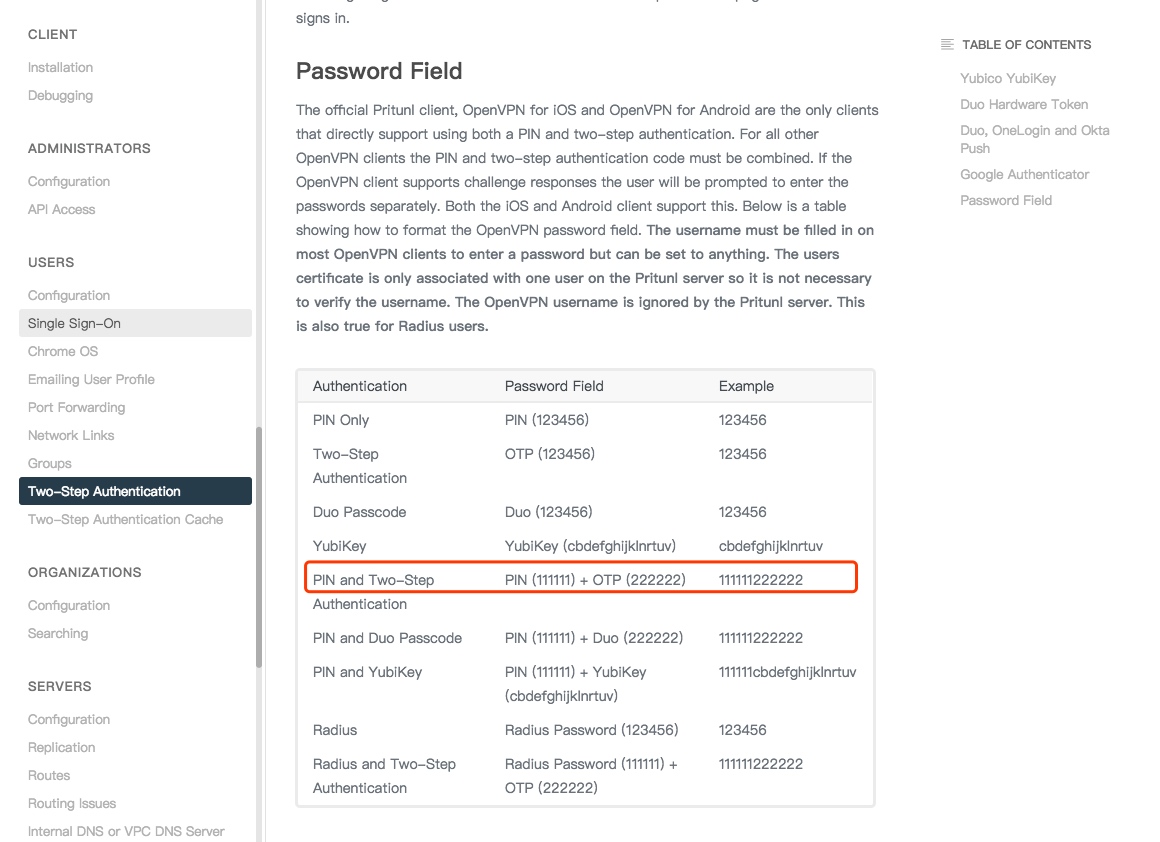 CLIENT
Installation
Debugging
ADMINISTRATORS
Configuration
API Access
USERS
Configuration
Single Sign-On
Chrome OS
Emailing User Profile
Port Forwarding
Network Links
Groups
Two-Step Authentication
Two-Step Authentication Cache
ORGANIZATIONS
Configuration
Searching
SERVERS
Configuration
Replication
Routes
Routing Issues
Internal DNS or VPC DNS Server
signs in.
Password Field
The official Pritunl client, OpenVPN for iOS and OpenVPN for Android are the only clients
that directly support using both a PIN and two-step authentication. For all other
OpenVPN clients the PIN and two-step authentication code must be combined. If the
OpenVPN client supports challenge responses the user will be prompted to enter the
passwords separately. Both the iOS and Android client support this. Below is a table
showing how to format the OpenVPN password field. The username must be filled in on
most OpenVPN clients to enter a password but can be set to anything. The users
certificate is only associated with one user on the Pritunl server so it is not necessary
to verify the username. The OpenVPN username is ignored by the Pritunl server. This
is also true for Radius users.
Authentication Password Field Example
PIN Only PIN (123456) 123456
Two-Step OTP (123456) 123456
Authentication
Duo Passcode Duo (123456) 123456
YubiKey YubiKey (cbdefghijklnrtuv) cbdefghijklnrtuv
PIN and Two-Step PIN (111111) + OTP (222222) 111111222222
Authentication
PIN and Duo Passcode PIN (111111) + Duo (222222) 111111222222
PIN and YubiKey PIN (111111) + YubiKey 111111cbdefghijklnrtuv
(cbdefghijklnrtuv)
Radius Radius Password (123456) 123456
Radius and Two-Step Radius Password (111111) + 111111222222
Authentication OTP (222222)
TABLE OF CONTENTS
Yubico YubiKey
Duo Hardware Token
Duo, OneLogin and Okta
Push
Google Authenticator
Password Field